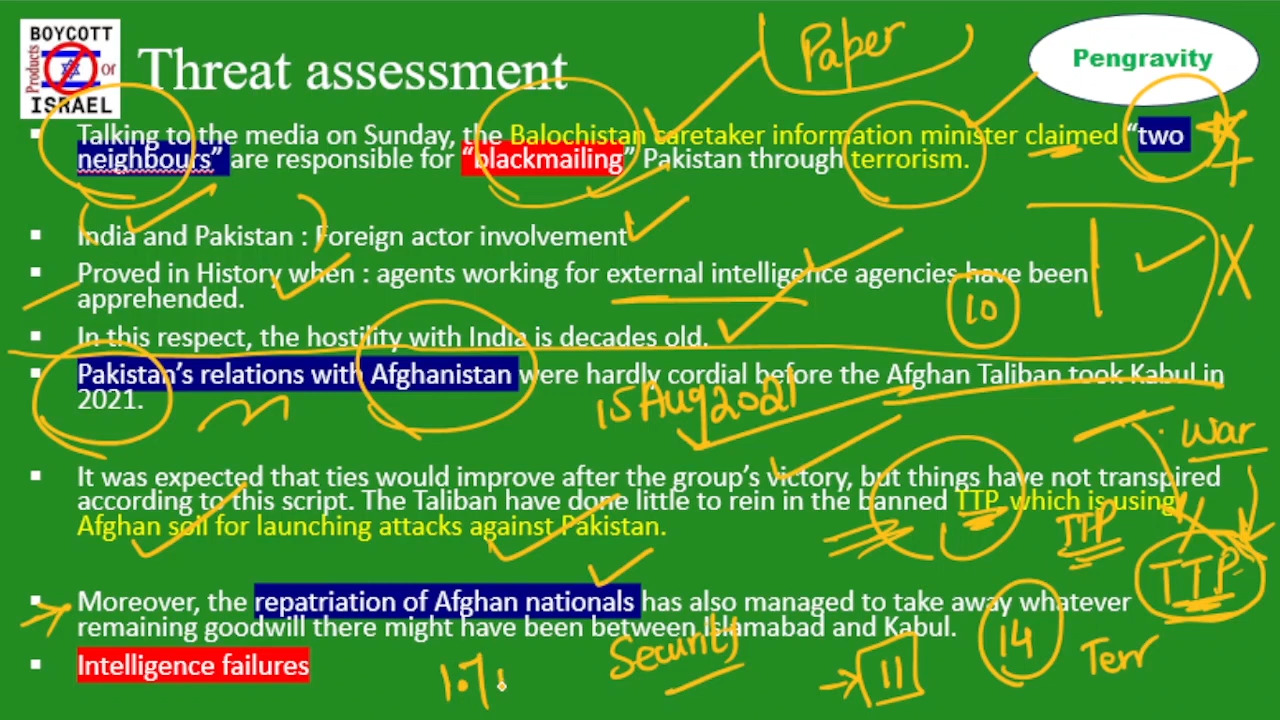 BOYCOTT
Products
or
ISRAEL
Threat assessment
Paper
Pengravity
▪ Talking to the media on Sunday, the Balochistan caretaker information minister claimed “two
neighbours” are responsible for “blackmailing” Pakistan through terrorism.
▪ India and Pakistan : Foreign actor involvement
▪ Proved in History when : agents working for external intelligence agencies have been
apprehended.
10
▪ In this respect, the hostility with India is decades old.
▪ Pakistan’s relations with Afghanistan were hardly cordial before the Afghan Taliban took Kabul in
2021.
15 Aug 2021
war
▪ It was expected that ties would improve after the group’s victory, but things have not transpired
according to this script. The Taliban have done little to rein in the banned TTP, which is using
Afghan soil for launching attacks against Pakistan.
TTP
TTP
▪ Moreover, the repatriation of Afghan nationals has also managed to take away whatever
remaining goodwill there might have been between Islamabad and Kabul.
14
Terr
Security
▪ Intelligence failures
11